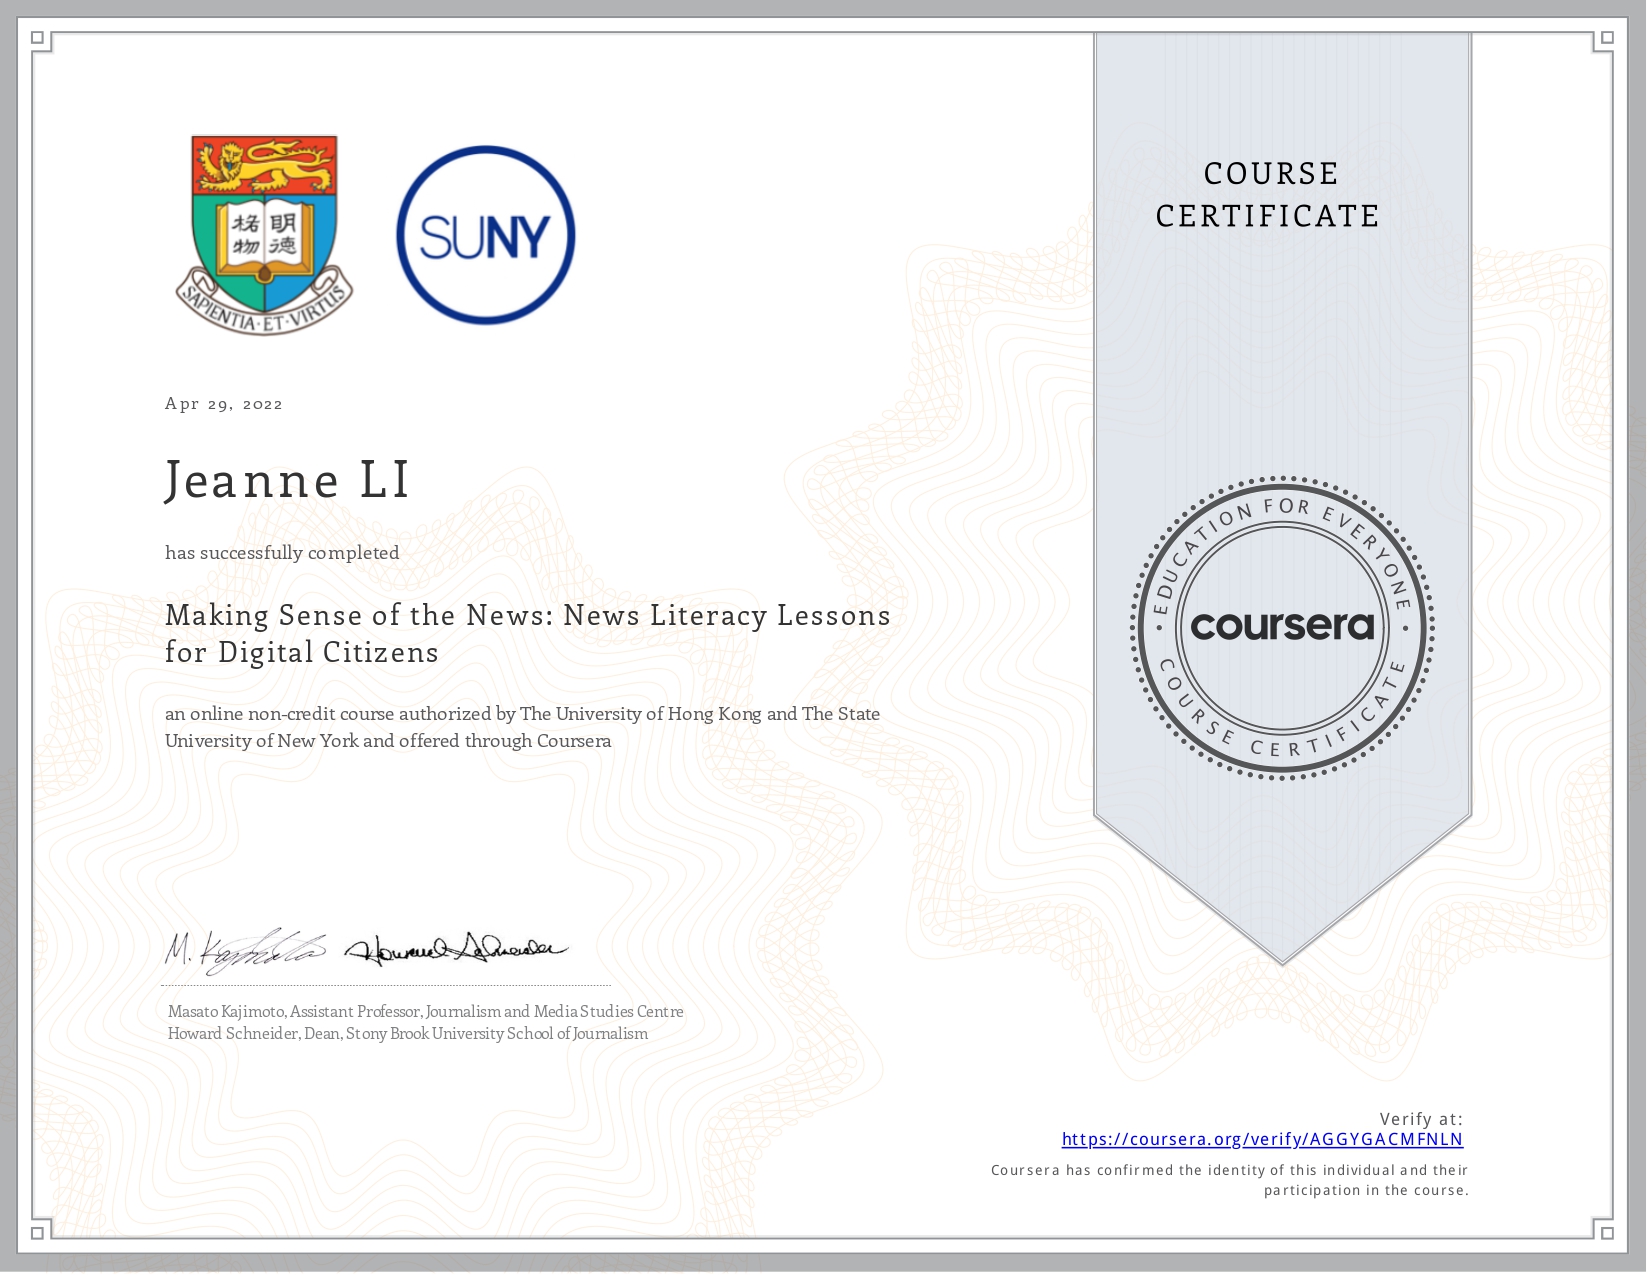 明 格
德 物
SAPIENTIA·ET·VIRTUS
SUNY
COURSE
CERTIFICATE
Apr 29, 2022
Jeanne LI
has successfully completed
Making Sense of the News: News Literacy Lessons
for Digital Citizens
an online non-credit course authorized by The University of Hong Kong and The State
University of New York and offered through Coursera
• EDUCATION FOR EVERYONE •
coursera
COURSE CERTIFICATE
M. Kajimoto Howard Schneider
Masato Kajimoto, Assistant Professor, Journalism and Media Studies Centre
Howard Schneider, Dean, Stony Brook University School of Journalism
Verify at:
https://coursera.org/verify/AGGYGACMFNLN
Coursera has confirmed the identity of this individual and their
participation in the course.